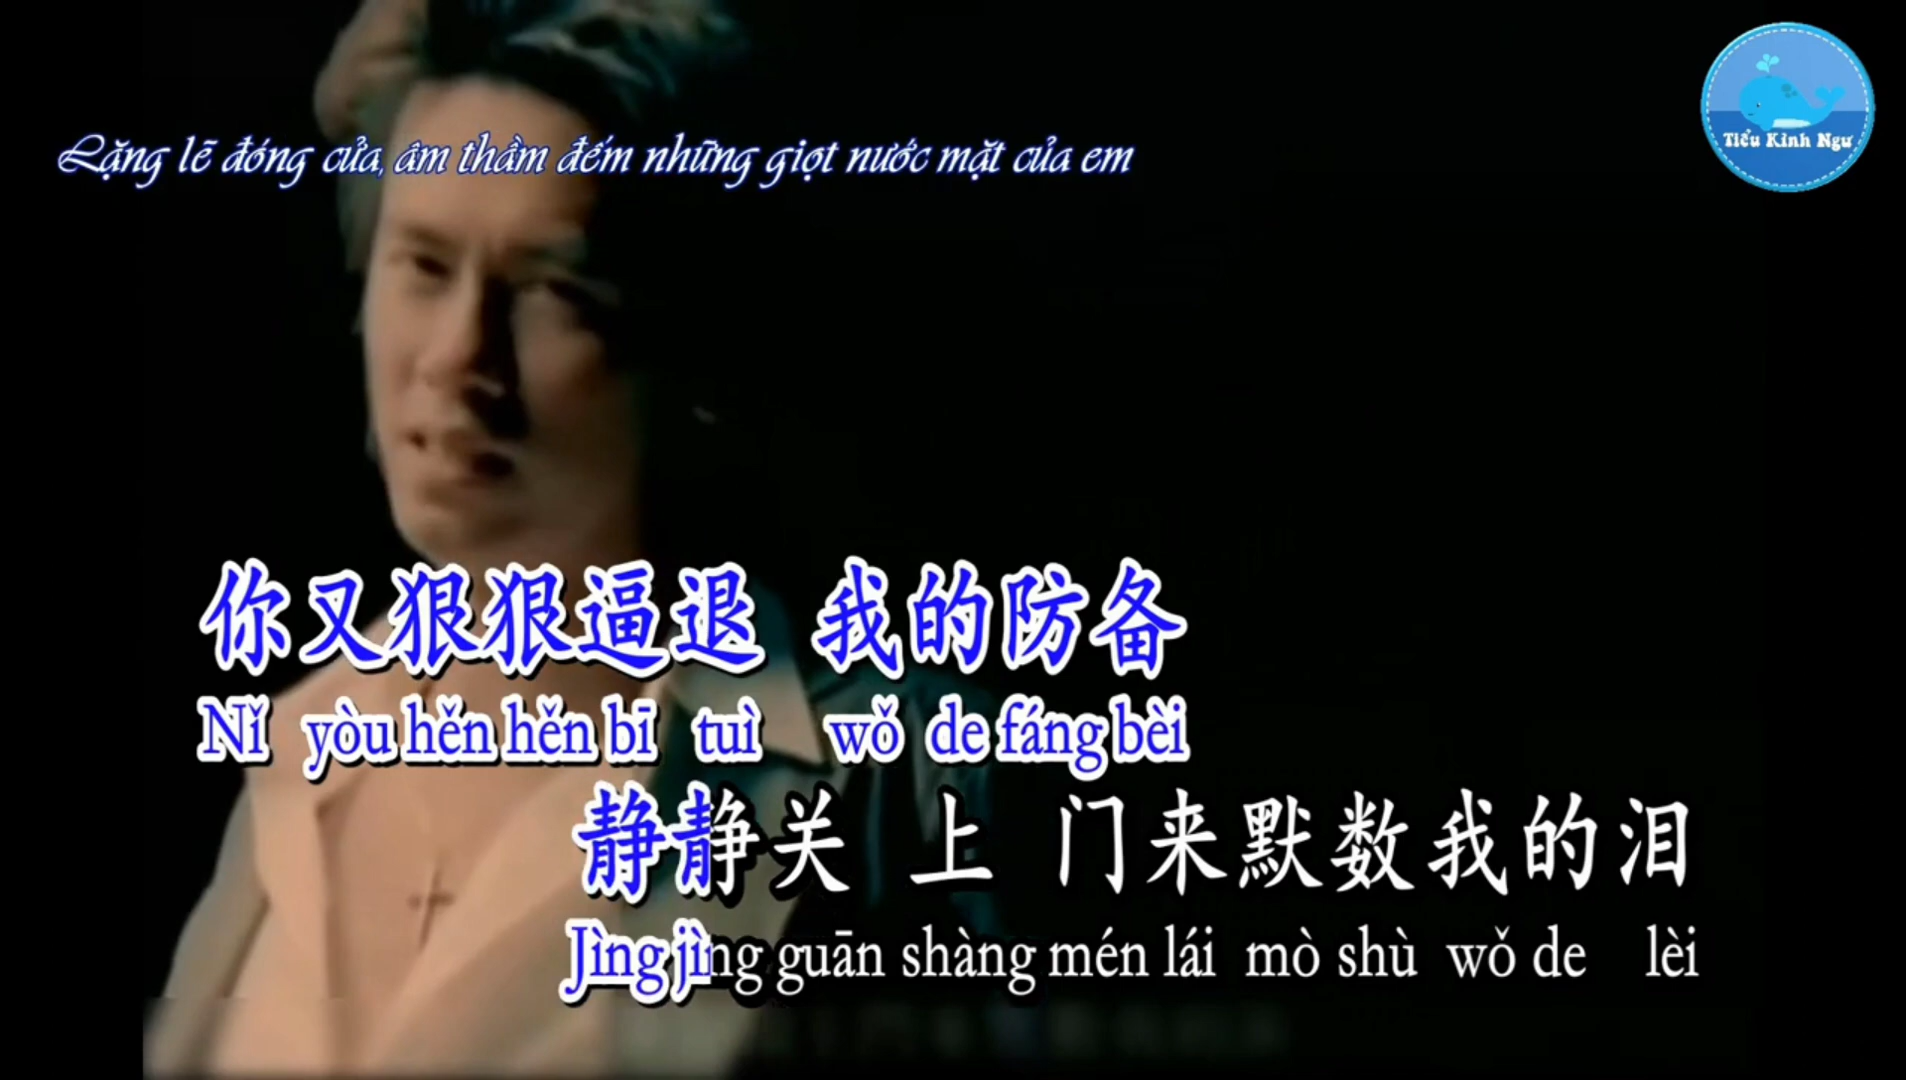 Lặng lẽ đóng cửa, âm thầm đếm những giọt nước mắt của em
Tiểu Kình Ngư
你又狠狠逼退 我的防备
Nǐ yòu hěn hěn bī tuì wǒ de fáng bèi
静静关 上 门来默数我的泪
Jìng jìng guān shàng mén lái mò shù wǒ de lèi